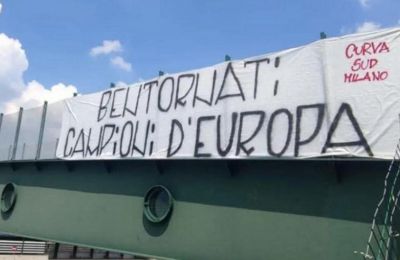 BENTORNATi
CAMPiONi D'EUROPA
CURVA
SUD
MILANO